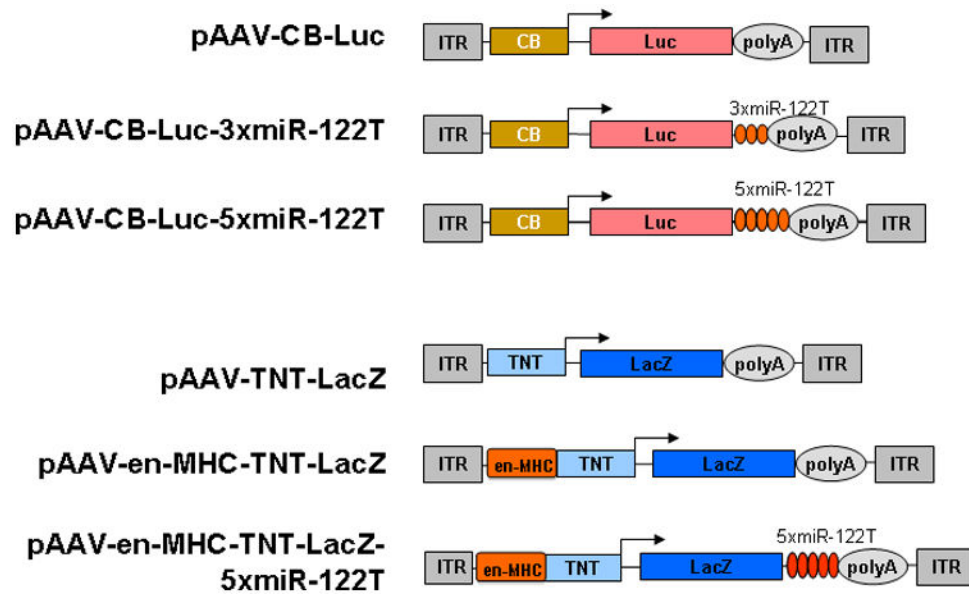 pAAV-CB-Luc
ITR CB Luc polyA ITR
pAAV-CB-Luc-3xmiR-122T
3xmiR-122T
ITR CB Luc polyA ITR
pAAV-CB-Luc-5xmiR-122T
5xmiR-122T
ITR CB Luc polyA ITR
pAAV-TNT-LacZ
ITR TNT LacZ polyA ITR
pAAV-en-MHC-TNT-LacZ
ITR en-MHC TNT LacZ polyA ITR
pAAV-en-MHC-TNT-LacZ-
5xmiR-122T
5xmiR-122T
ITR en-MHC TNT LacZ polyA ITR